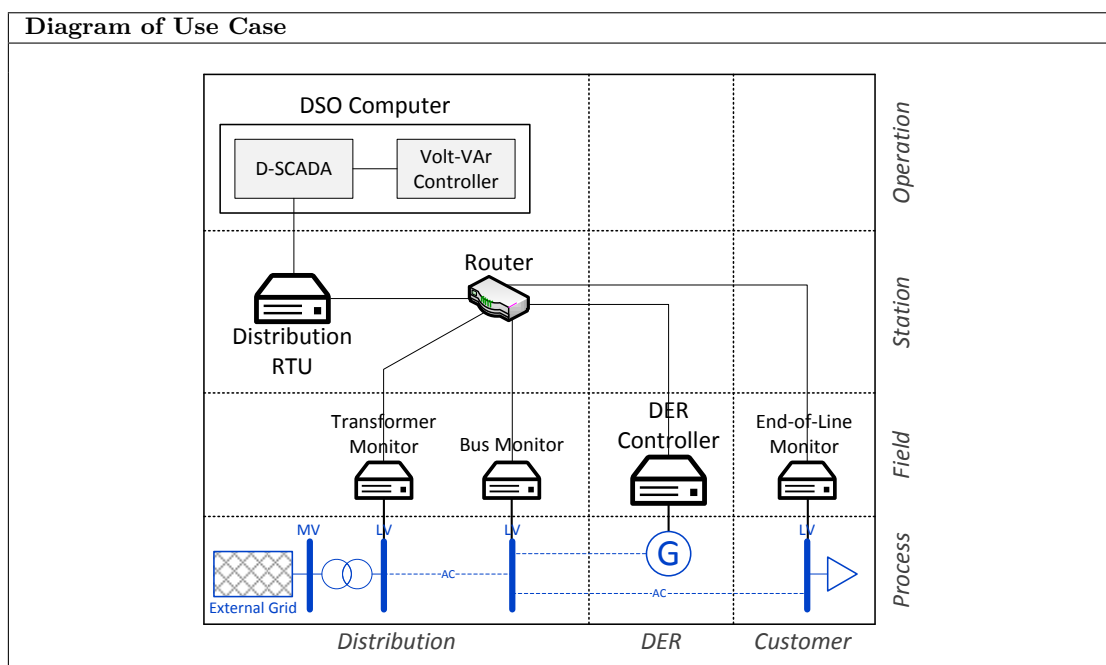 Diagram of Use Case
DSO Computer
D-SCADA
Volt-VAr
Controller
Operation
Router
Distribution
RTU
Station
Transformer
Monitor
Bus Monitor
DER
Controller
End-of-Line
Monitor
Field
MV
LV
LV
LV
G
AC
AC
External Grid
Process
Distribution
DER
Customer